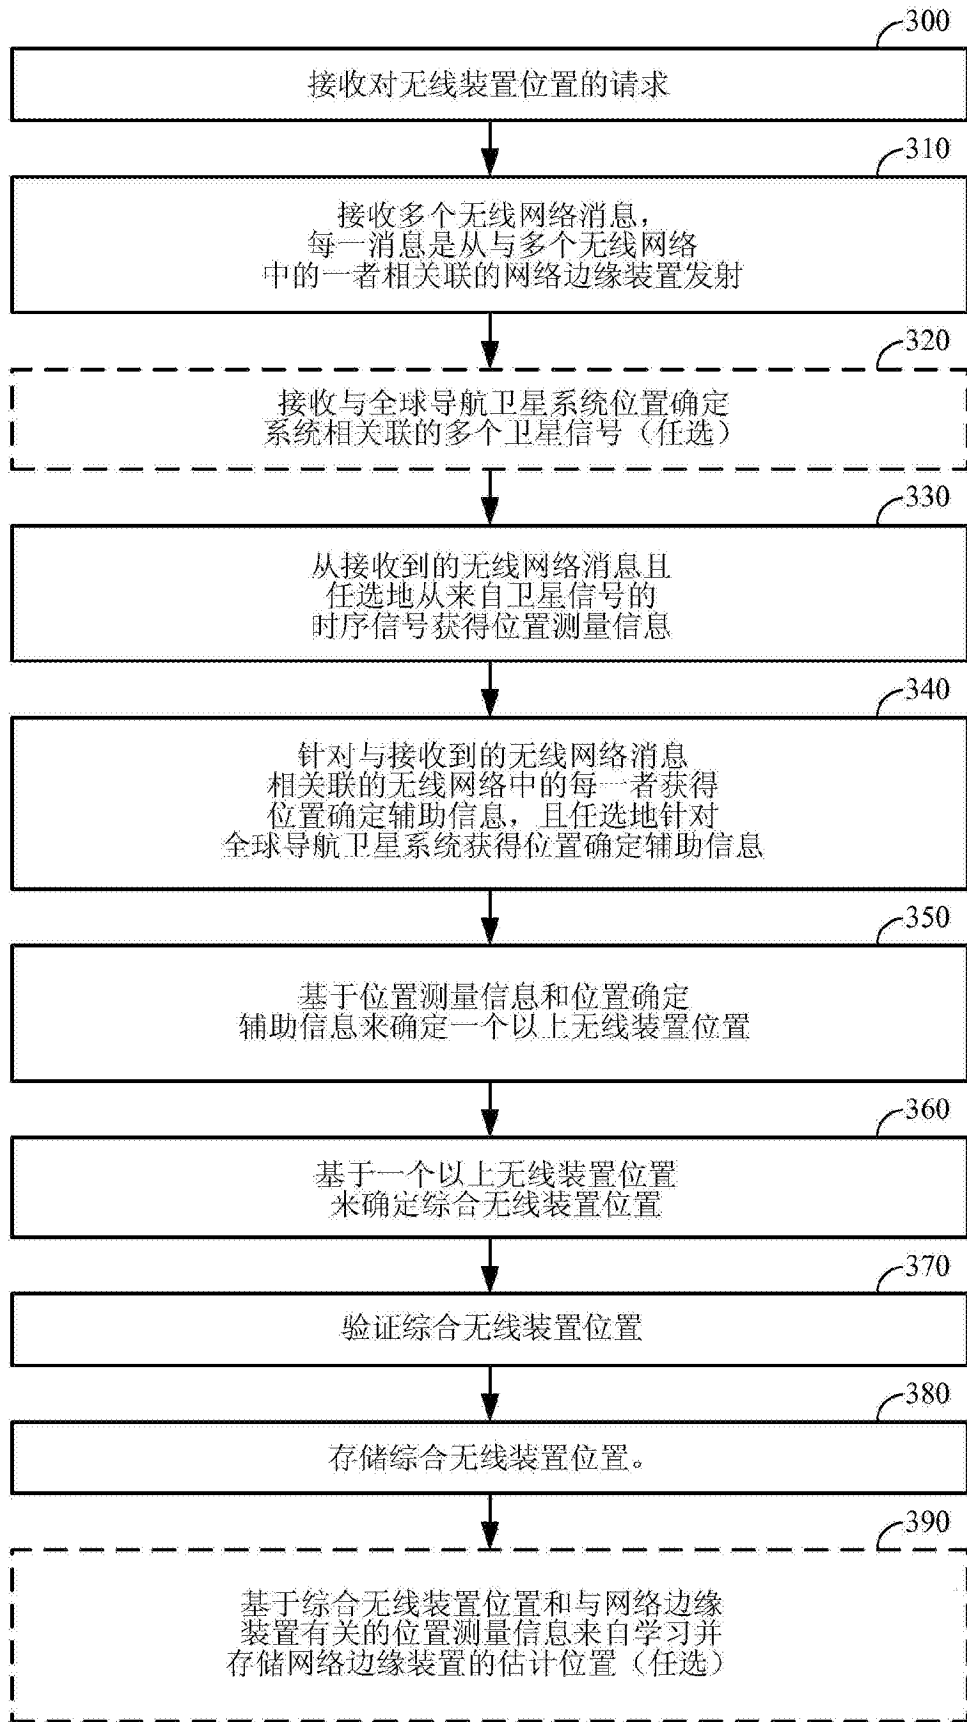 300
接收对无线装置位置的请求
310
接收多个无线网络消息,
每一消息是从与多个无线网络
中的一者相关联的网络边缘装置发射
320
接收与全球导航卫星系统位置确定
系统相关联的多个卫星信号（任选）
330
从接收到的无线网络消息且
任选地从来自卫星信号的
时序信号获得位置测量信息
340
针对与接收到的无线网络消息
相关联的无线网络中的每一者获得
位置确定辅助信息，且任选地针对
全球导航卫星系统获得位置确定辅助信息
350
基于位置测量信息和位置确定
辅助信息来确定一个以上无线装置位置
360
基于一个以上无线装置位置
来确定综合无线装置位置
370
验证综合无线装置位置
380
存储综合无线装置位置。
390
基于综合无线装置位置和与网络边缘
装置有关的位置测量信息来自学习并
存储网络边缘装置的估计位置（任选）